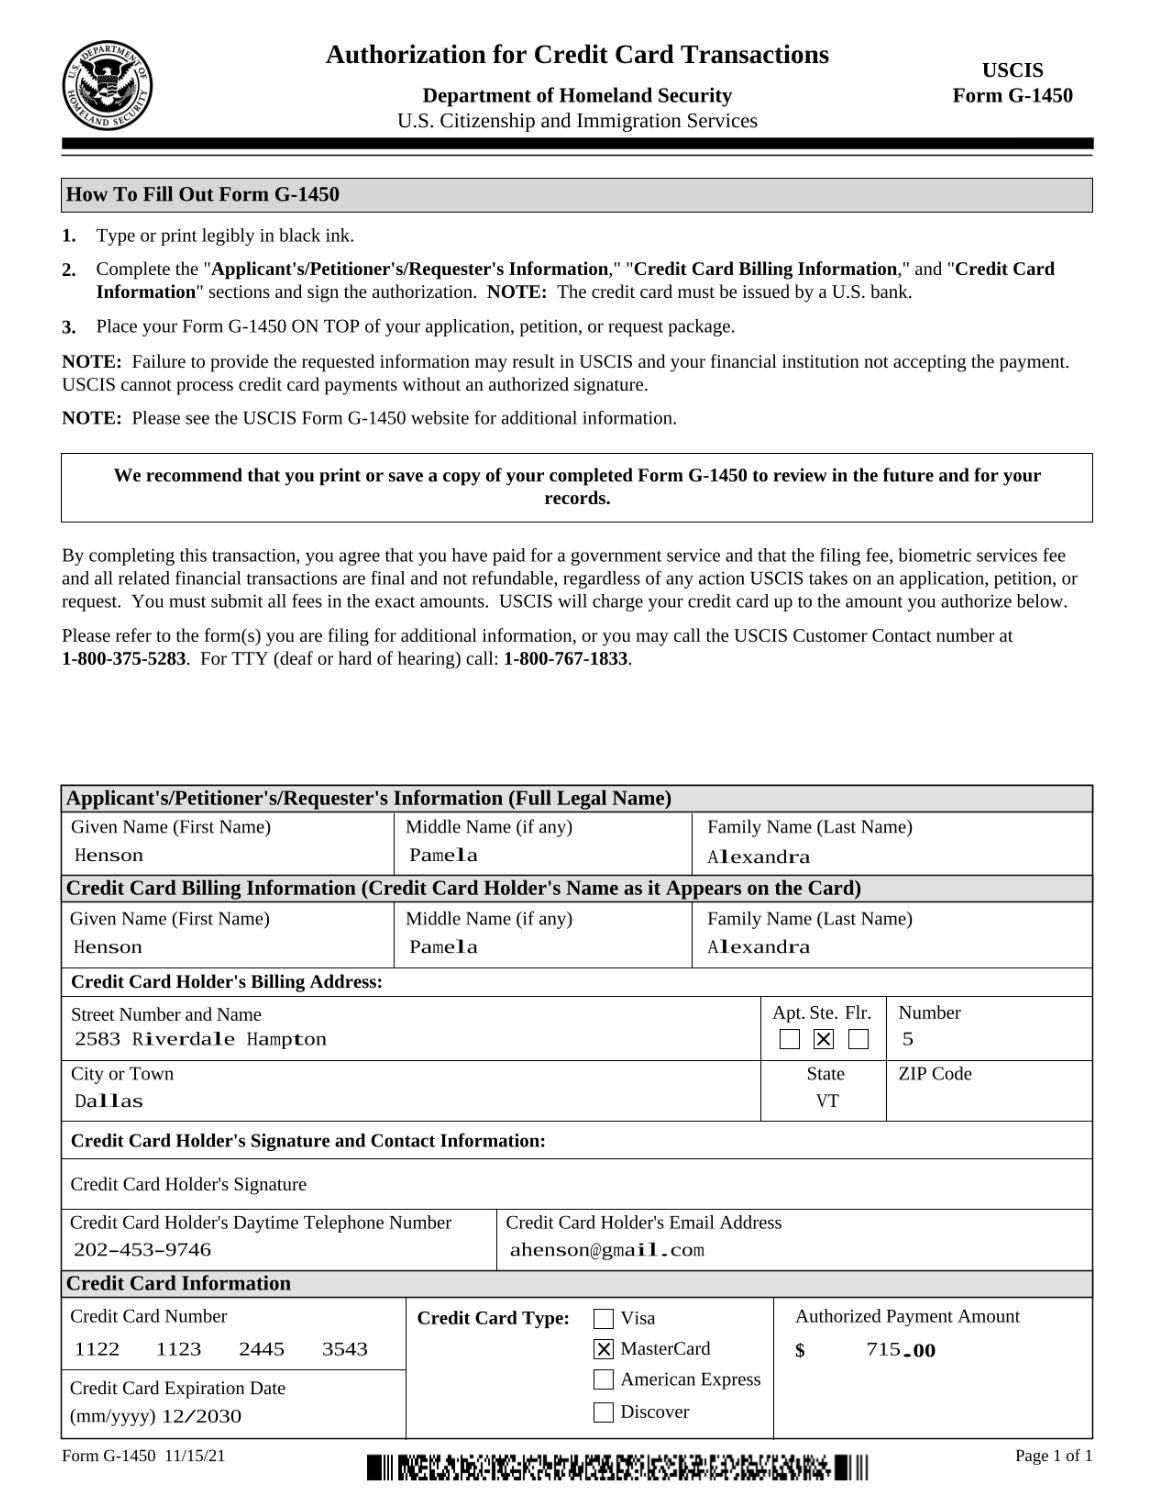 U.S. DEPARTMENT OF HOMELAND SECURITY
Authorization for Credit Card Transactions
Department of Homeland Security
U.S. Citizenship and Immigration Services
USCIS
Form G-1450
How To Fill Out Form G-1450
1. Type or print legibly in black ink.
2. Complete the "Applicant's/Petitioner's/Requester's Information," "Credit Card Billing Information," and "Credit Card
Information" sections and sign the authorization. NOTE: The credit card must be issued by a U.S. bank.
3. Place your Form G-1450 ON TOP of your application, petition, or request package.
NOTE: Failure to provide the requested information may result in USCIS and your financial institution not accepting the payment.
USCIS cannot process credit card payments without an authorized signature.
NOTE: Please see the USCIS Form G-1450 website for additional information.
We recommend that you print or save a copy of your completed Form G-1450 to review in the future and for your
records.
By completing this transaction, you agree that you have paid for a government service and that the filing fee, biometric services fee
and all related financial transactions are final and not refundable, regardless of any action USCIS takes on an application, petition, or
request. You must submit all fees in the exact amounts. USCIS will charge your credit card up to the amount you authorize below.
Please refer to the form(s) you are filing for additional information, or you may call the USCIS Customer Contact number at
1-800-375-5283. For TTY (deaf or hard of hearing) call: 1-800-767-1833.
Applicant's/Petitioner's/Requester's Information (Full Legal Name)
Given Name (First Name) Middle Name (if any) Family Name (Last Name)
Henson Pamela Alexandra
Credit Card Billing Information (Credit Card Holder's Name as it Appears on the Card)
Given Name (First Name) Middle Name (if any) Family Name (Last Name)
Henson Pamela Alexandra
Credit Card Holder's Billing Address:
Street Number and Name Apt. Ste. Flr. Number
2583 Riverdale Hampton 5
City or Town State ZIP Code
Dallas VT
Credit Card Holder's Signature and Contact Information:
Credit Card Holder's Signature
Credit Card Holder's Daytime Telephone Number Credit Card Holder's Email Address
202-453-9746 ahenson@gmail.com
Credit Card Information
Credit Card Number Credit Card Type: Visa Authorized Payment Amount
1122 1123 2445 3543 MasterCard $ 715.00
American Express
Credit Card Expiration Date
(mm/yyyy) 12/2030 Discover
Form G-1450 11/15/21 Page 1 of 1